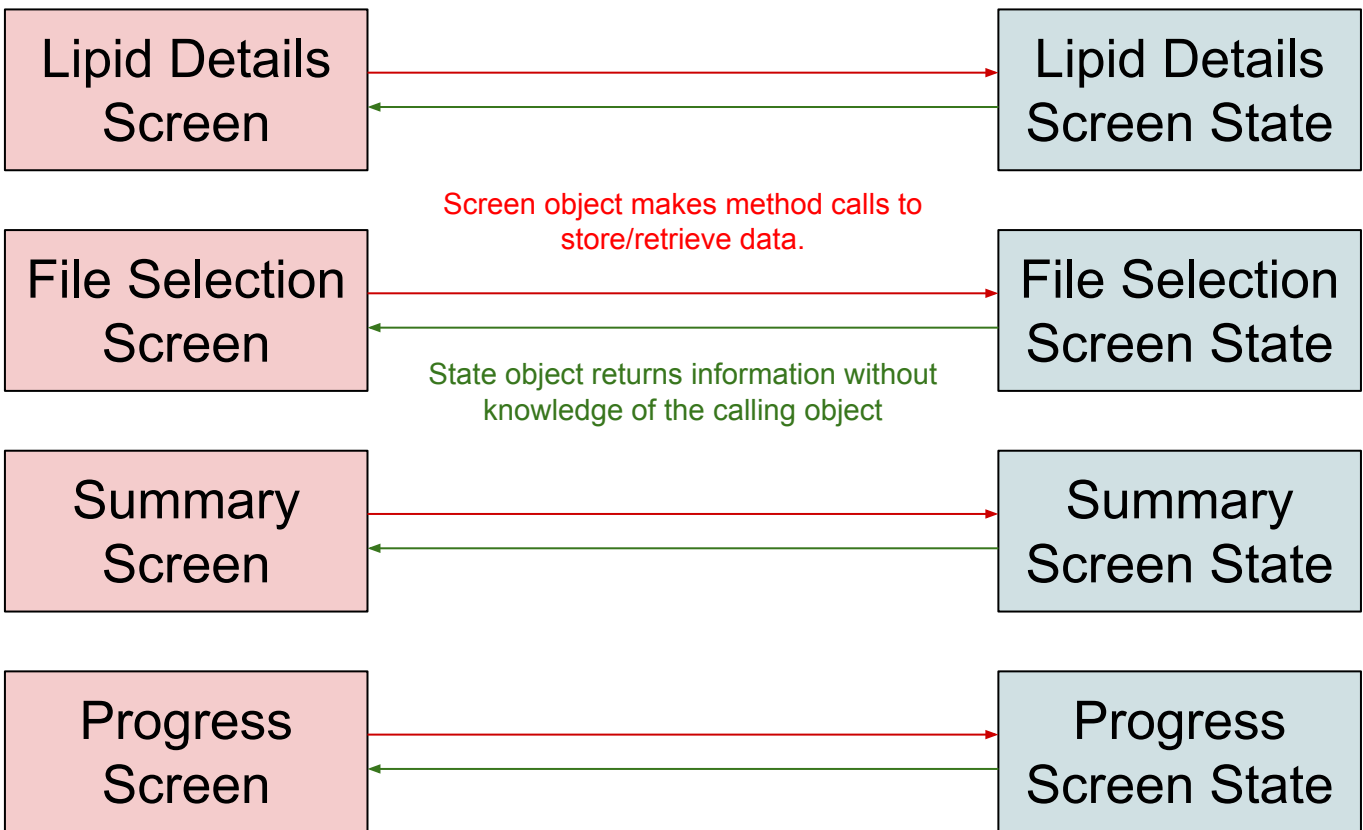 Lipid Details
Screen
Lipid Details
Screen State
Screen object makes method calls to
store/retrieve data.
File Selection
Screen
File Selection
Screen State
State object returns information without
knowledge of the calling object
Summary
Screen
Summary
Screen State
Progress
Screen
Progress
Screen State